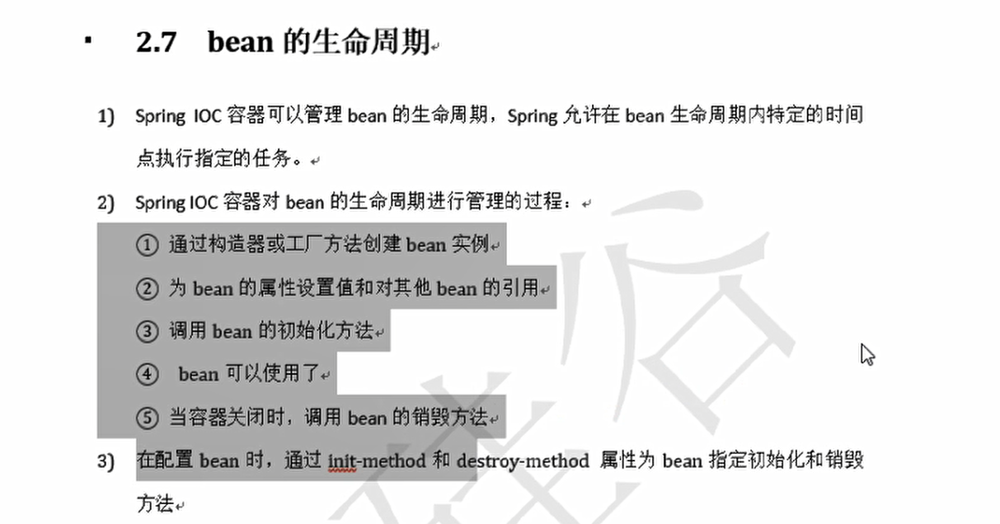 ▪ 2.7 bean 的生命周期
1) Spring IOC 容器可以管理 bean 的生命周期，Spring 允许在 bean 生命周期内特定的时间
点执行指定的任务。
2) Spring IOC 容器对 bean 的生命周期进行管理的过程：
① 通过构造器或工厂方法创建 bean 实例
② 为 bean 的属性设置值和对其他 bean 的引用
③ 调用 bean 的初始化方法
④ bean 可以使用了
⑤ 当容器关闭时，调用 bean 的销毁方法
3) 在配置 bean 时，通过 init-method 和 destroy-method 属性为 bean 指定初始化和销毁
方法
谷